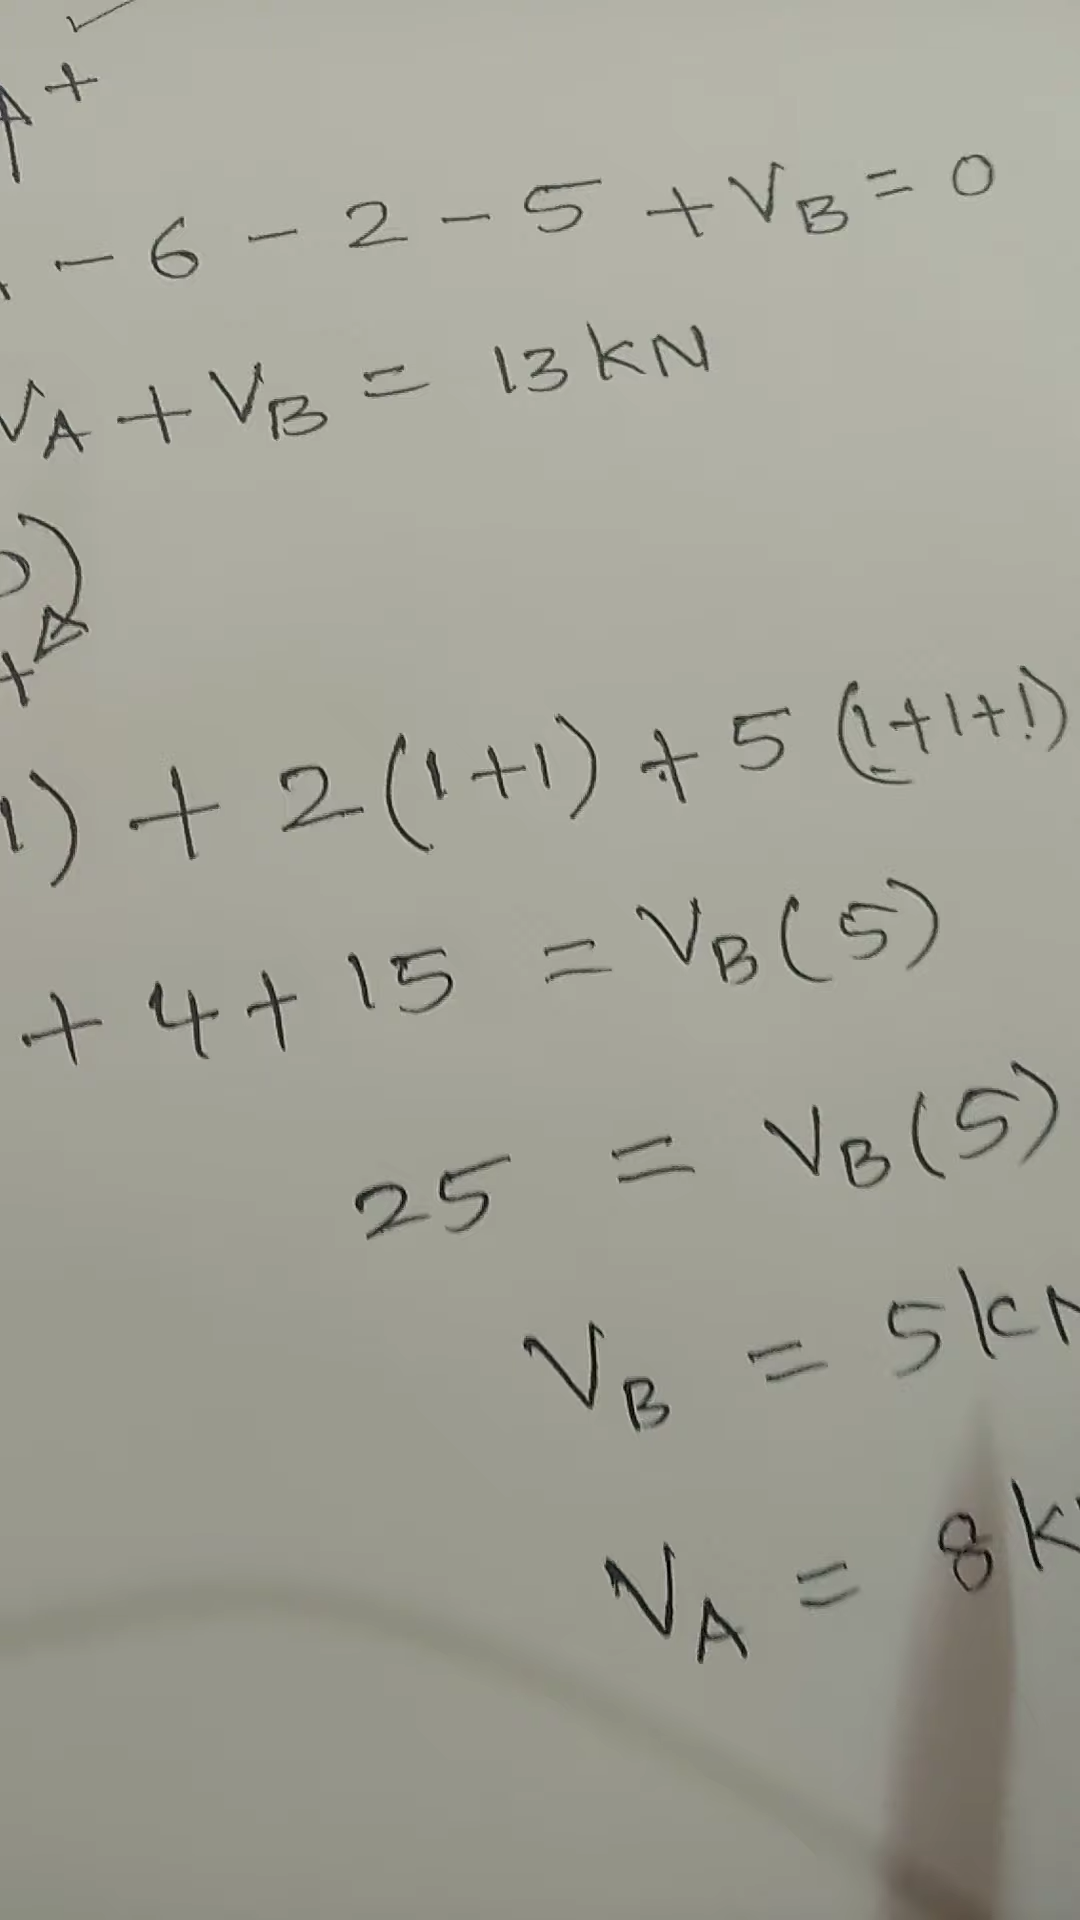 +
- 6 - 2 - 5 + VB = 0
VA + VB = 13 kN
+
1) + 2 (1+1) + 5 (1+1+1)
+ 4 + 15 = VB (5)
25 = VB (5)
VB = 5 k
VA = 8 k